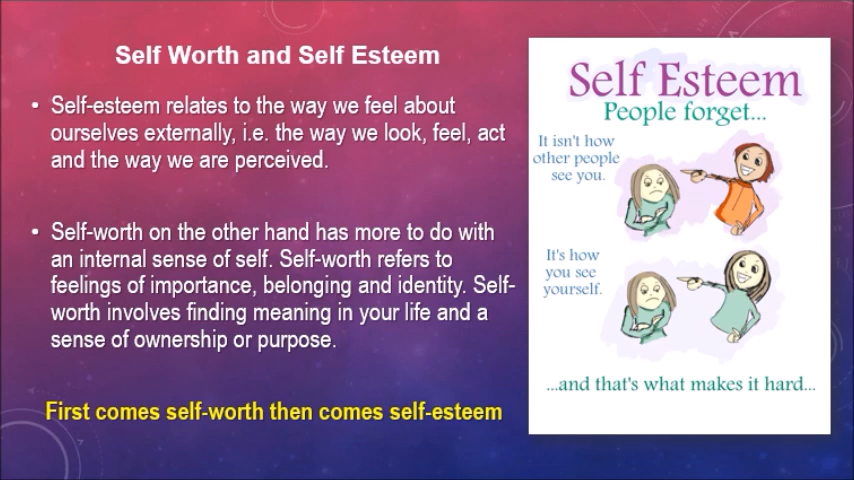 Self Worth and Self Esteem
• Self-esteem relates to the way we feel about
ourselves externally, i.e. the way we look, feel, act
and the way we are perceived.
• Self-worth on the other hand has more to do with
an internal sense of self. Self-worth refers to
feelings of importance, belonging and identity. Self-
worth involves finding meaning in your life and a
sense of ownership or purpose.
First comes self-worth then comes self-esteem
Self Esteem
People forget...
It isn't how
other people
see you.
It's how
you see
yourself.
...and that's what makes it hard...